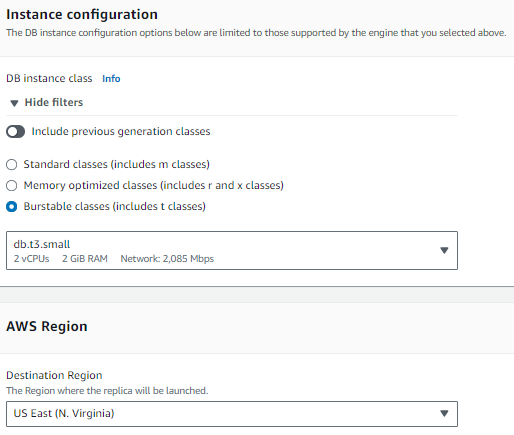 Instance configuration
The DB instance configuration options below are limited to those supported by the engine that you selected above.
DB instance class Info
Hide filters
Include previous generation classes
Standard classes (includes m classes)
Memory optimized classes (includes r and x classes)
Burstable classes (includes t classes)
db.t3.small
2 vCPUs 2 GiB RAM Network: 2,085 Mbps
AWS Region
Destination Region
The Region where the replica will be launched.
US East (N. Virginia)